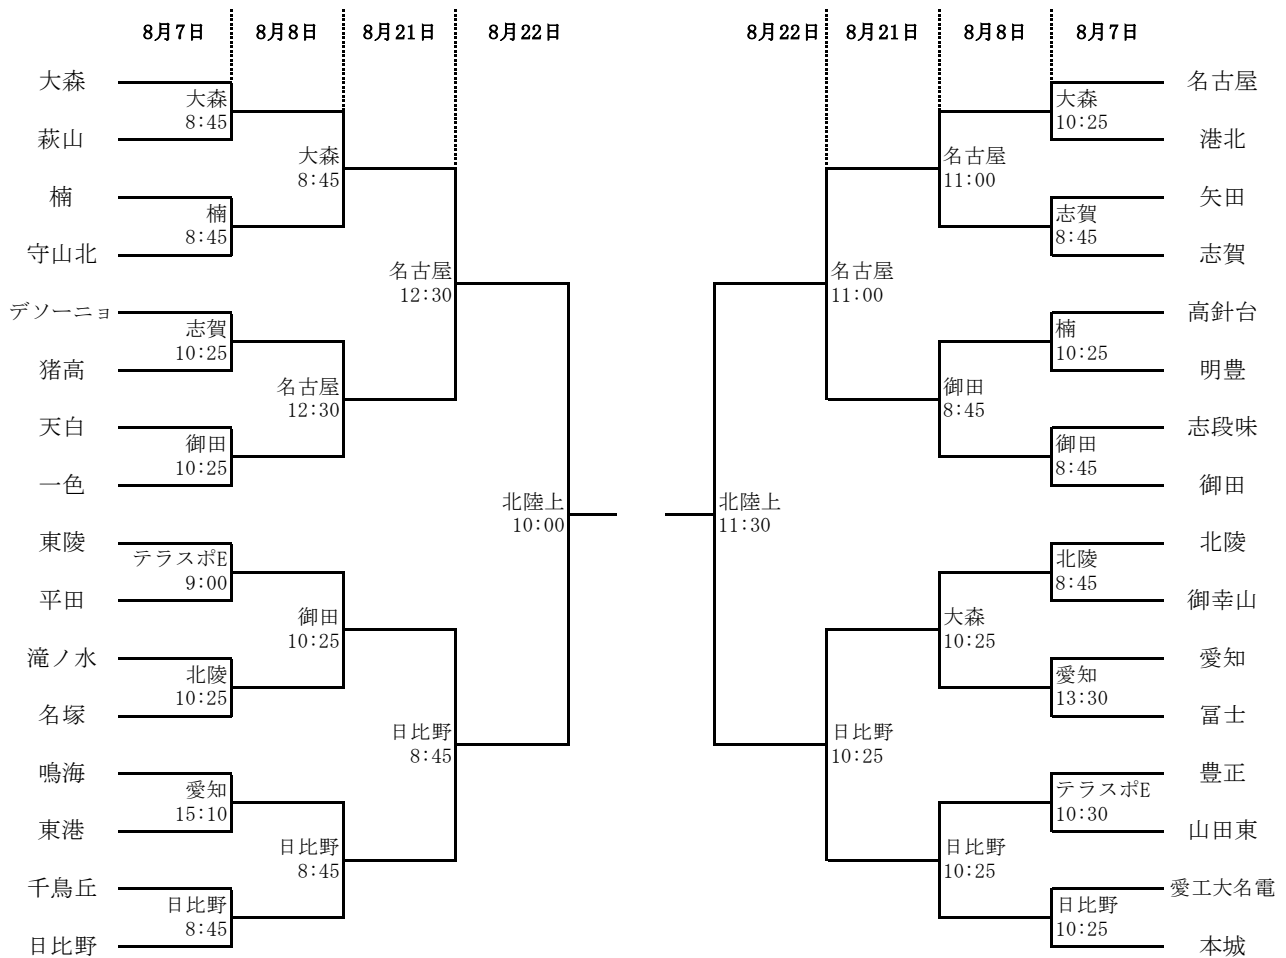 8月7日 8月8日 8月21日 8月22日 8月22日 8月21日 8月8日 8月7日
大森
萩山
楠
守山北
デソーニョ
猪高
天白
一色
東陵
平田
滝ノ水
名塚
鳴海
東港
千鳥丘
日比野
大森
8:45
楠
8:45
志賀
10:25
御田
10:25
テラスポE
9:00
北陵
10:25
愛知
15:10
日比野
8:45
大森
8:45
名古屋
12:30
御田
10:25
日比野
8:45
名古屋
12:30
日比野
8:45
北陸上
10:00
北陸上
11:30
名古屋
11:00
日比野
10:25
名古屋
11:00
御田
8:45
大森
10:25
日比野
10:25
大森
10:25
志賀
8:45
楠
10:25
御田
8:45
北陵
8:45
愛知
13:30
テラスポE
10:30
日比野
10:25
名古屋
港北
矢田
志賀
高針台
明豊
志段味
御田
北陵
御幸山
愛知
冨士
豊正
山田東
愛工大名電
本城